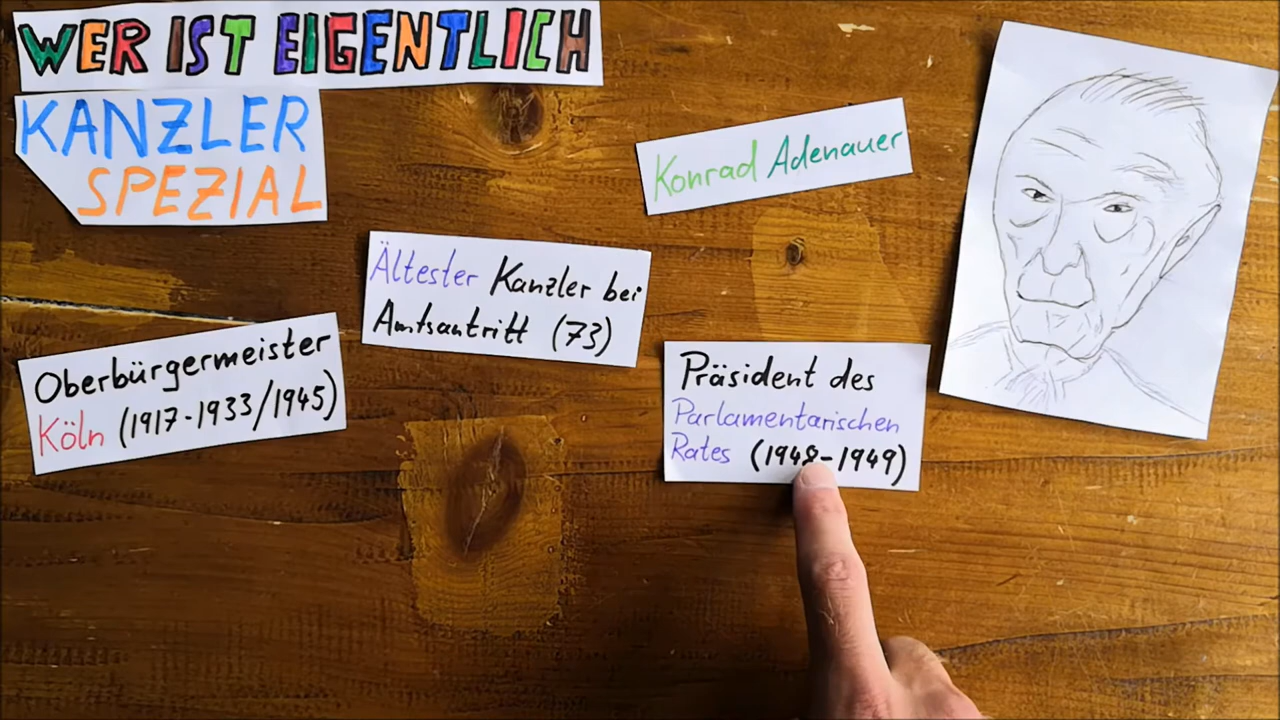 WER IST EIGENTLICH
KANZLER
SPEZIAL
Konrad Adenauer
Ältester Kanzler bei
Amtsantritt (73)
Oberbürgermeister
Köln (1917-1933/1945)
Präsident des
Parlamentarischen
Rates (1948-1949)